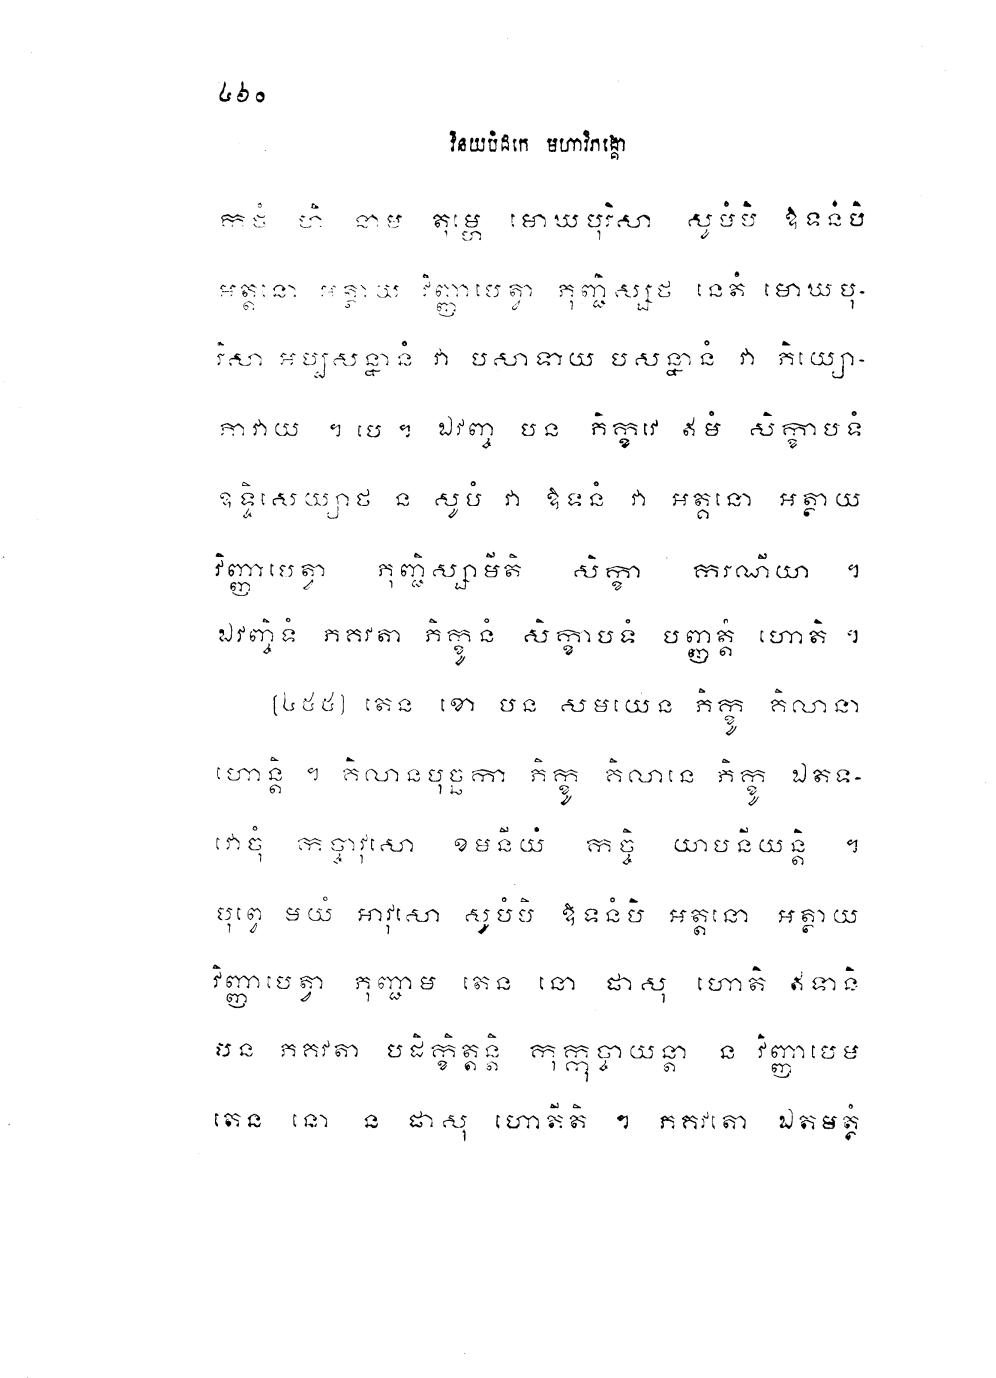 ៤៦០
វិនយបិដកេ មហាវិភង្គោ
កថំ ហិ នាម តុម្ហេ មោឃបុរិសា សូបំបិ ឱទនំបិ
អត្តនោ អត្ថាយ វិញ្ញាបេត្វា ភុញ្ជិស្សថ នេតំ មោឃបុ-
រិសា អប្បសន្នានំ វា បសាទាយ បសន្នានំ វា ភិយ្យោ-
ភាវាយ ។ បេ ។ ឯវញ្ច បន ភិក្ខវេ ឥមំ សិក្ខាបទំ
ឧទ្ទិសេយ្យាថ ន សូបំ វា ឱទនំ វា អត្តនោ អត្ថាយ
វិញ្ញាបេត្វា ភុញ្ជិស្សាមីតិ សិក្ខា ករណីយា ។
ឯវញ្ចិទំ ភគវតា ភិក្ខូនំ សិក្ខាបទំ បញ្ញត្តំ ហោតិ ។
[៤៥៥] តេន ខោ បន សមយេន ភិក្ខូ គិលានា
ហោន្តិ ។ គិលានបុច្ឆកា ភិក្ខូ គិលានេ ភិក្ខូ ឯតទ-
វោចុំ កច្ចាវុសោ ខមនីយំ កច្ចិ យាបនីយន្តិ ។
បុព្វេ មយំ អាវុសោ សូបំបិ ឱទនំបិ អត្តនោ អត្ថាយ
វិញ្ញាបេត្វា ភុញ្ជាម តេន នោ ផាសុ ហោតិ ឥទានិ
បន ភគវតា បដិក្ខិត្តន្តិ កុក្កុច្ចាយន្តា ន វិញ្ញាបេម
តេន នោ ន ផាសុ ហោតីតិ ។ ភគវតោ ឯតមត្ថំ